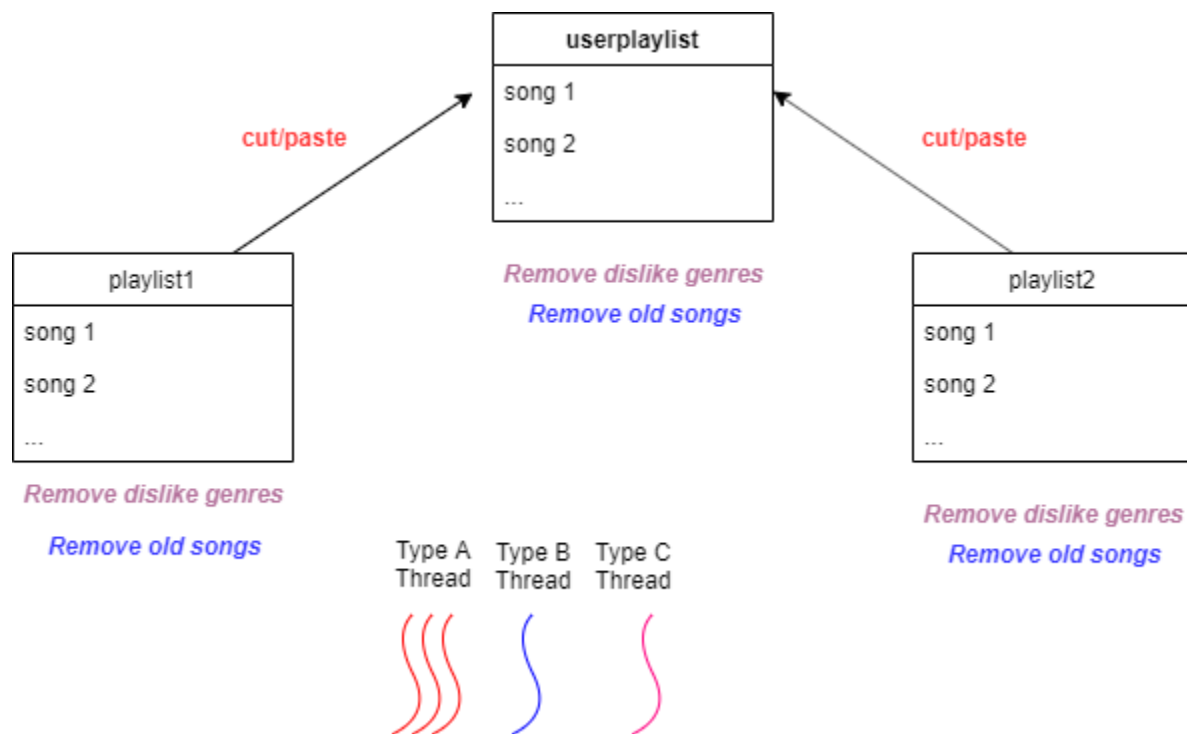 userplaylist
song 1
song 2
...
cut/paste
cut/paste
playlist1
song 1
song 2
...
Remove dislike genres
Remove old songs
playlist2
song 1
song 2
...
Remove dislike genres
Remove old songs
Remove dislike genres
Remove old songs
Type A
Thread
Type B
Thread
Type C
Thread